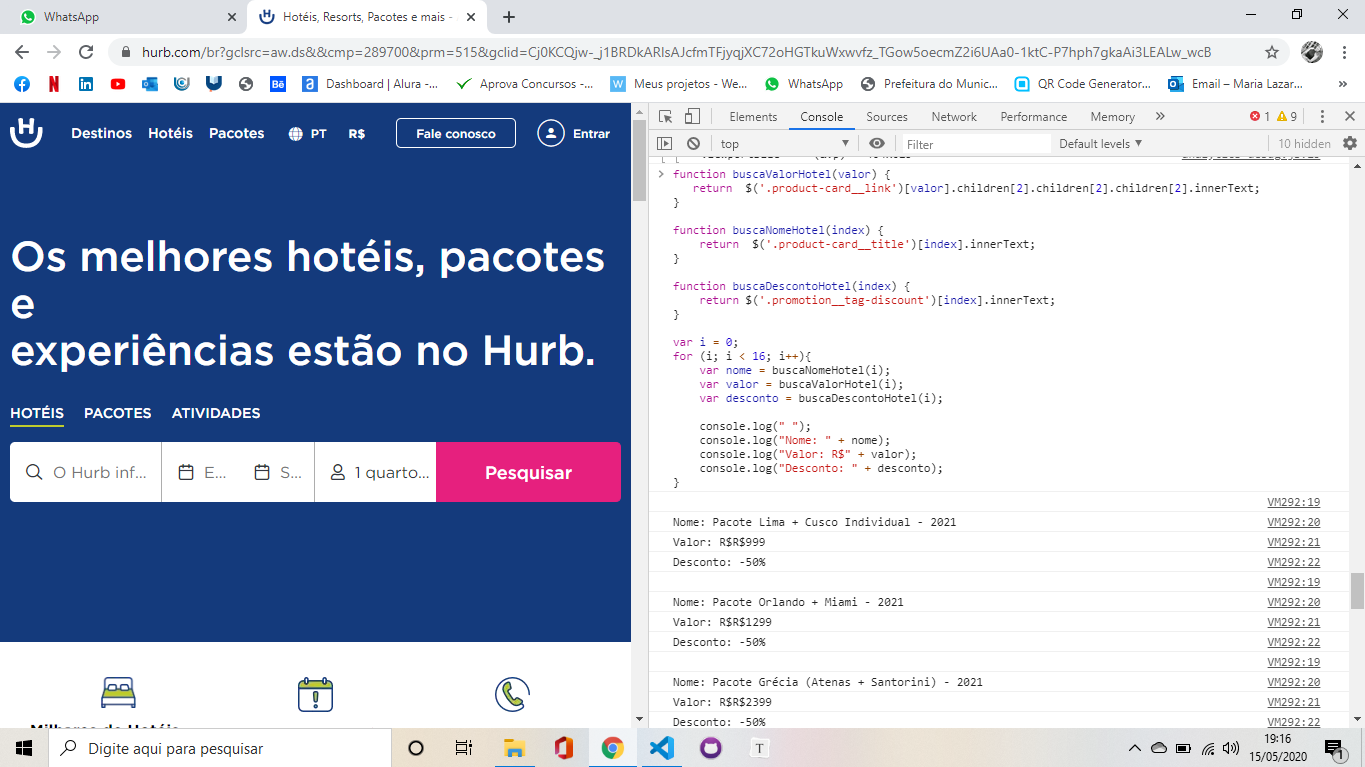 WhatsApp
Hotéis, Resorts, Pacotes e mais -
hurb.com/br?gclsrc=aw.ds&&cmp=289700&prm=515&gclid=Cj0KCQjw-_j1BRDkARIsAJcfmTFjyqjXC72oHGTkuWxwvfz_TGow5oecmZ2i6UAa0-1ktC-P7hph7gkaAi3LEALw_wcB
Dashboard | Alura -...
Aprova Concursos -...
Meus projetos - We...
WhatsApp
Prefeitura do Munic...
QR Code Generator...
Email – Maria Lazar...
»
Destinos Hotéis Pacotes PT R$ Fale conosco Entrar
Os melhores hotéis, pacotes
e
experiências estão no Hurb.
HOTÉIS PACOTES ATIVIDADES
O Hurb inf... E... S... 1 quarto... Pesquisar
Milhares de Hotéis
Elements Console Sources Network Performance Memory » 1 9
top Filter Default levels ▼ 10 hidden
function buscaValorHotel(valor) {
return $('.product-card__link')[valor].children[2].children[2].children[2].innerText;
}
function buscaNomeHotel(index) {
return $('.product-card__title')[index].innerText;
}
function buscaDescontoHotel(index) {
return $('.promotion__tag-discount')[index].innerText;
}
var i = 0;
for (i; i < 16; i++){
var nome = buscaNomeHotel(i);
var valor = buscaValorHotel(i);
var desconto = buscaDescontoHotel(i);
console.log(" ");
console.log("Nome: " + nome);
console.log("Valor: R$" + valor);
console.log("Desconto: " + desconto);
}
VM292:19
Nome: Pacote Lima + Cusco Individual - 2021 VM292:20
Valor: R$R$999 VM292:21
Desconto: -50% VM292:22
VM292:19
Nome: Pacote Orlando + Miami - 2021 VM292:20
Valor: R$R$1299 VM292:21
Desconto: -50% VM292:22
VM292:19
Nome: Pacote Grécia (Atenas + Santorini) - 2021 VM292:20
Valor: R$R$2399 VM292:21
Desconto: -50% VM292:22
Digite aqui para pesquisar
T
19:16
15/05/2020
1